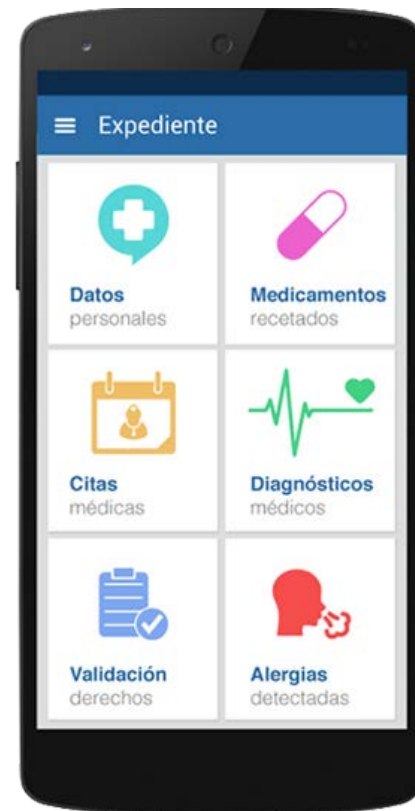 Expediente
Datos
personales
Medicamentos
recetados
Citas
médicas
Diagnósticos
médicos
Validación
derechos
Alergias
detectadas